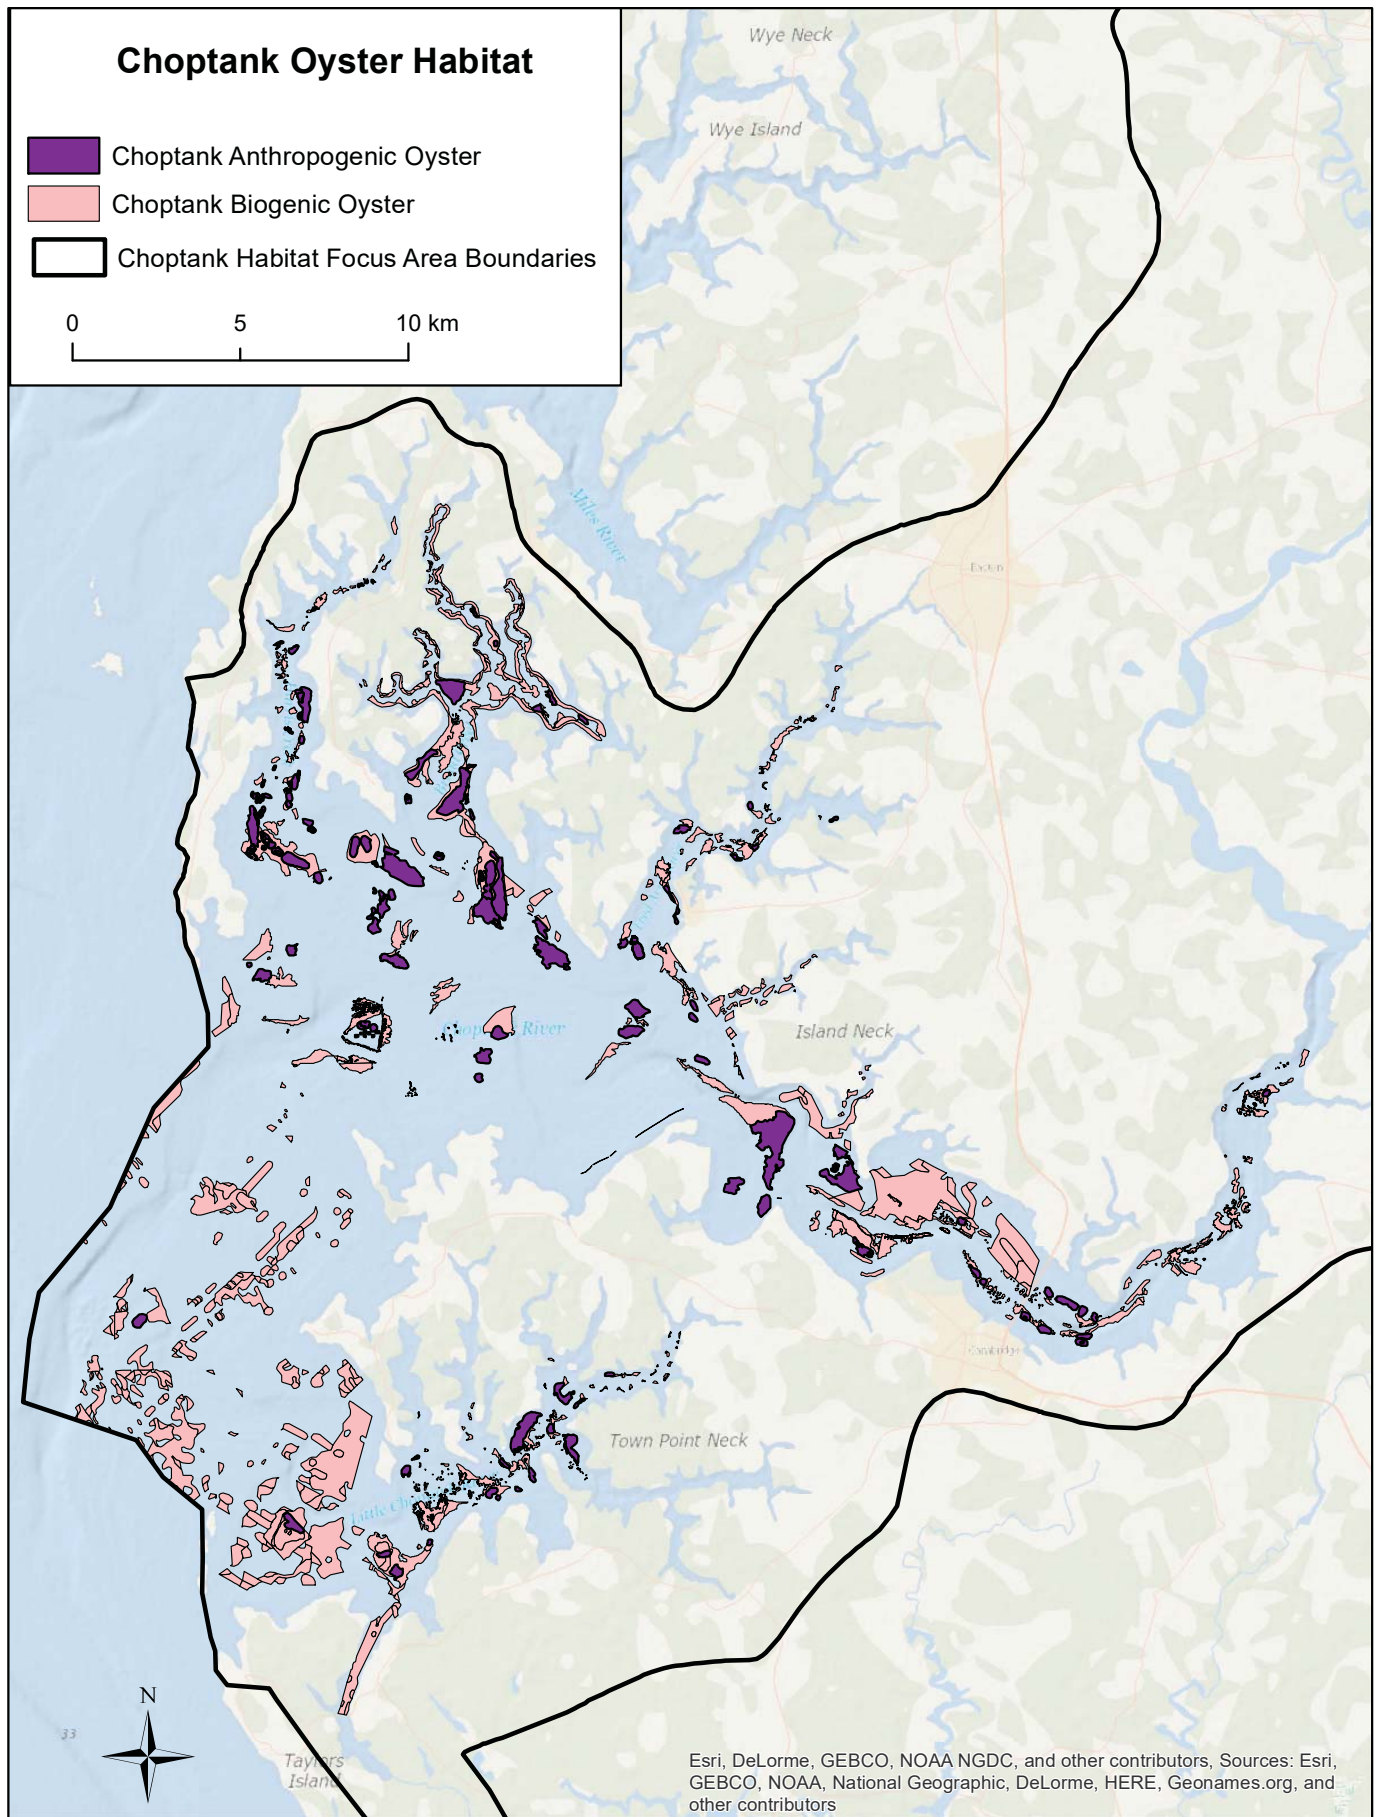 Choptank Oyster Habitat
Choptank Anthropogenic Oyster
Choptank Biogenic Oyster
Choptank Habitat Focus Area Boundaries
0 5 10 km
Wye Neck
Wye Island
Miles River
Easton
River
Island Neck
Cambridge
Town Point Neck
Little
N
33
Taylors
Island
Esri, DeLorme, GEBCO, NOAA NGDC, and other contributors, Sources: Esri,
GEBCO, NOAA, National Geographic, DeLorme, HERE, Geonames.org, and
other contributors